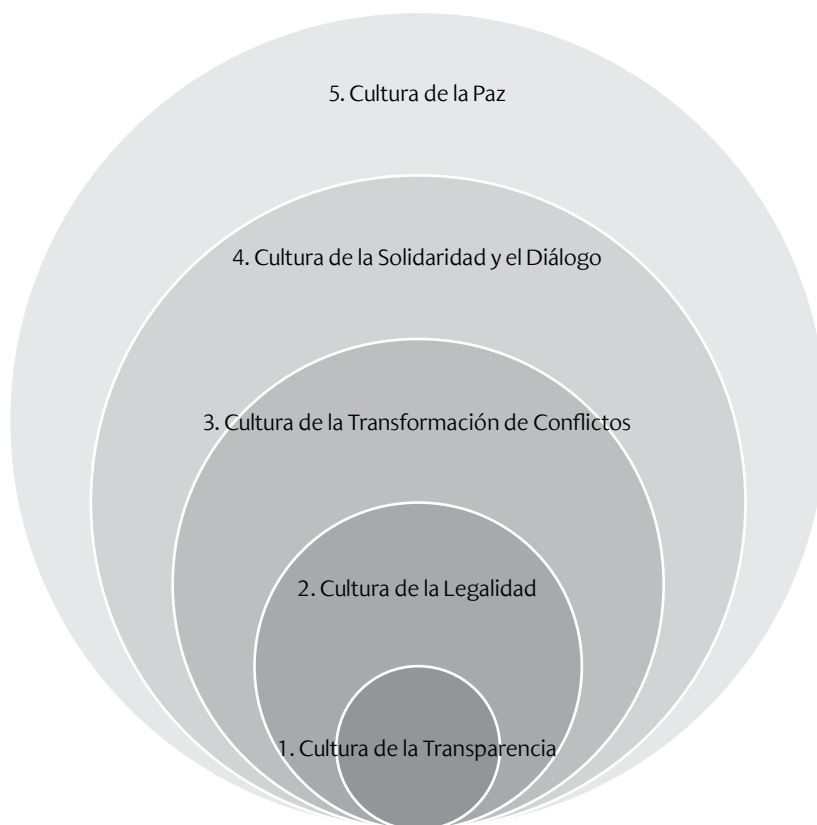 5. Cultura de la Paz
4. Cultura de la Solidaridad y el Diálogo
3. Cultura de la Transformación de Conflictos
2. Cultura de la Legalidad
1. Cultura de la Transparencia